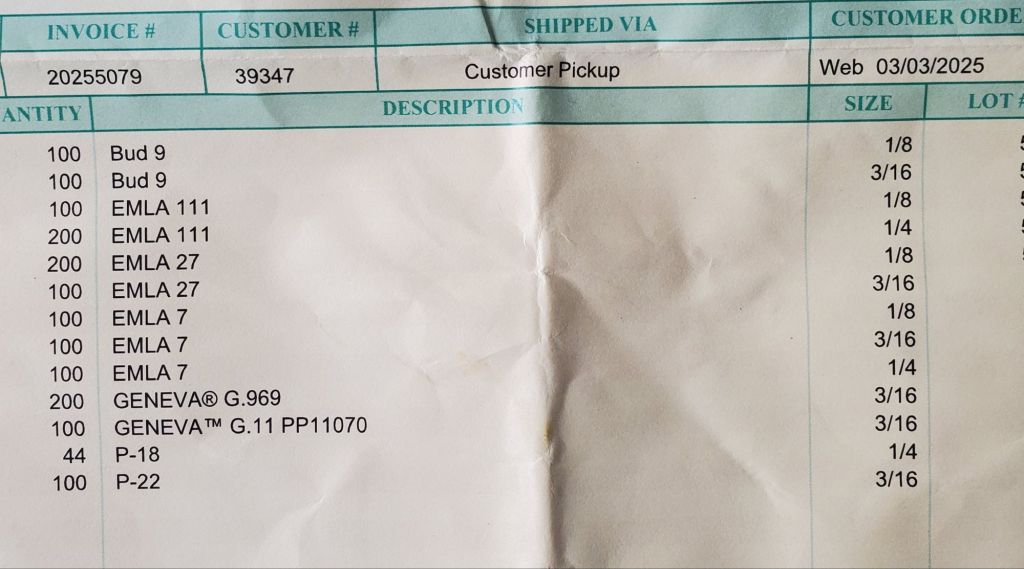 INVOICE # CUSTOMER # SHIPPED VIA CUSTOMER ORDE
20255079 39347 Customer Pickup Web 03/03/2025
ANTITY DESCRIPTION SIZE LOT #
100 Bud 9 1/8
100 Bud 9 3/16
100 EMLA 111 1/8
200 EMLA 111 1/4
200 EMLA 27 1/8
100 EMLA 27 3/16
100 EMLA 7 1/8
100 EMLA 7 3/16
100 EMLA 7 1/4
200 GENEVA® G.969 3/16
100 GENEVA™ G.11 PP11070 3/16
44 P-18 1/4
100 P-22 3/16